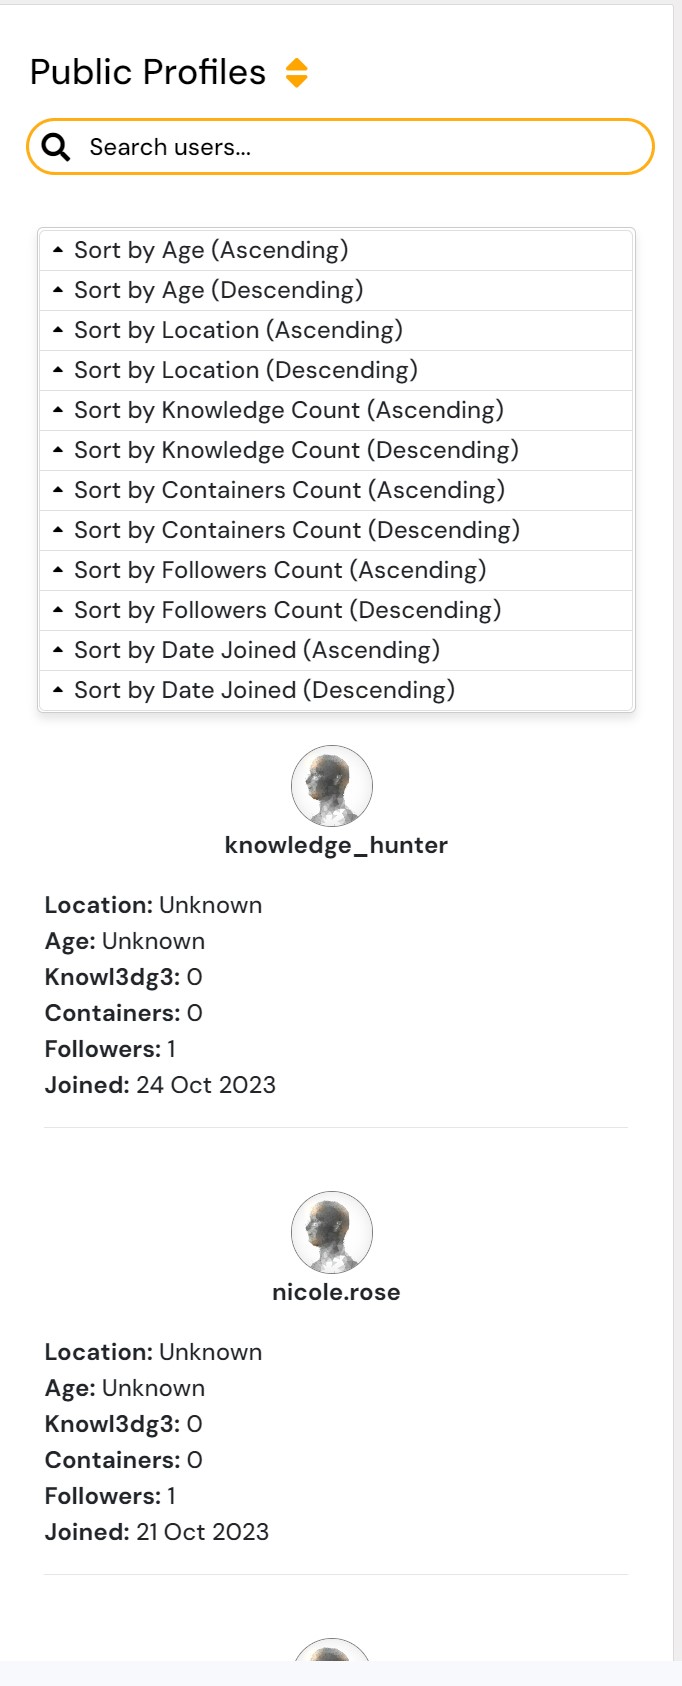 Public Profiles
Search users...
Sort by Age (Ascending)
Sort by Age (Descending)
Sort by Location (Ascending)
Sort by Location (Descending)
Sort by Knowledge Count (Ascending)
Sort by Knowledge Count (Descending)
Sort by Containers Count (Ascending)
Sort by Containers Count (Descending)
Sort by Followers Count (Ascending)
Sort by Followers Count (Descending)
Sort by Date Joined (Ascending)
Sort by Date Joined (Descending)
knowledge_hunter
Location: Unknown
Age: Unknown
Knowl3dg3: 0
Containers: 0
Followers: 1
Joined: 24 Oct 2023
nicole.rose
Location: Unknown
Age: Unknown
Knowl3dg3: 0
Containers: 0
Followers: 1
Joined: 21 Oct 2023